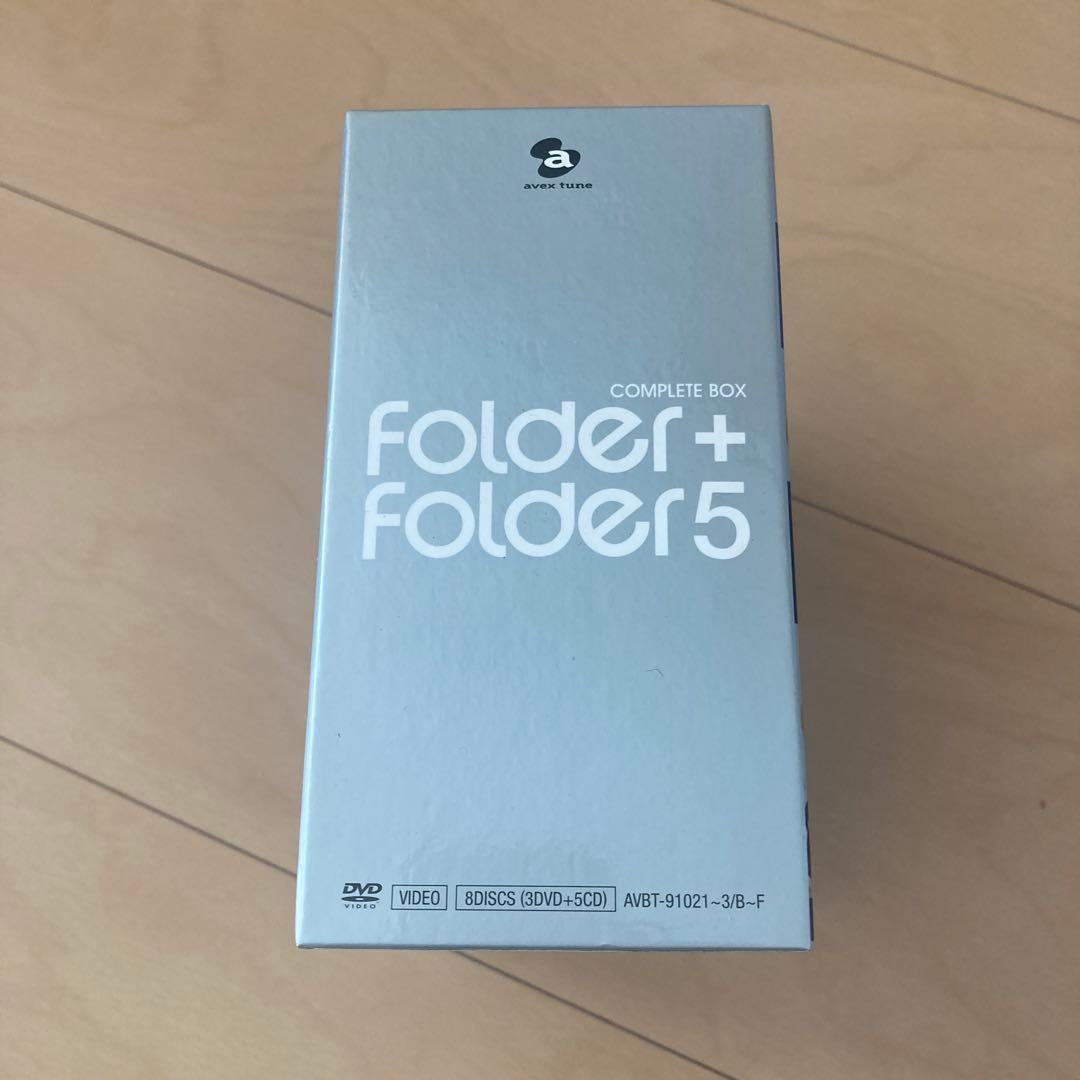 a
avex tune
COMPLETE BOX
Folder+
Folder5
DVD VIDEO VIDEO 8DISCS (3DVD+5CD) AVBT-91021~3/B~F